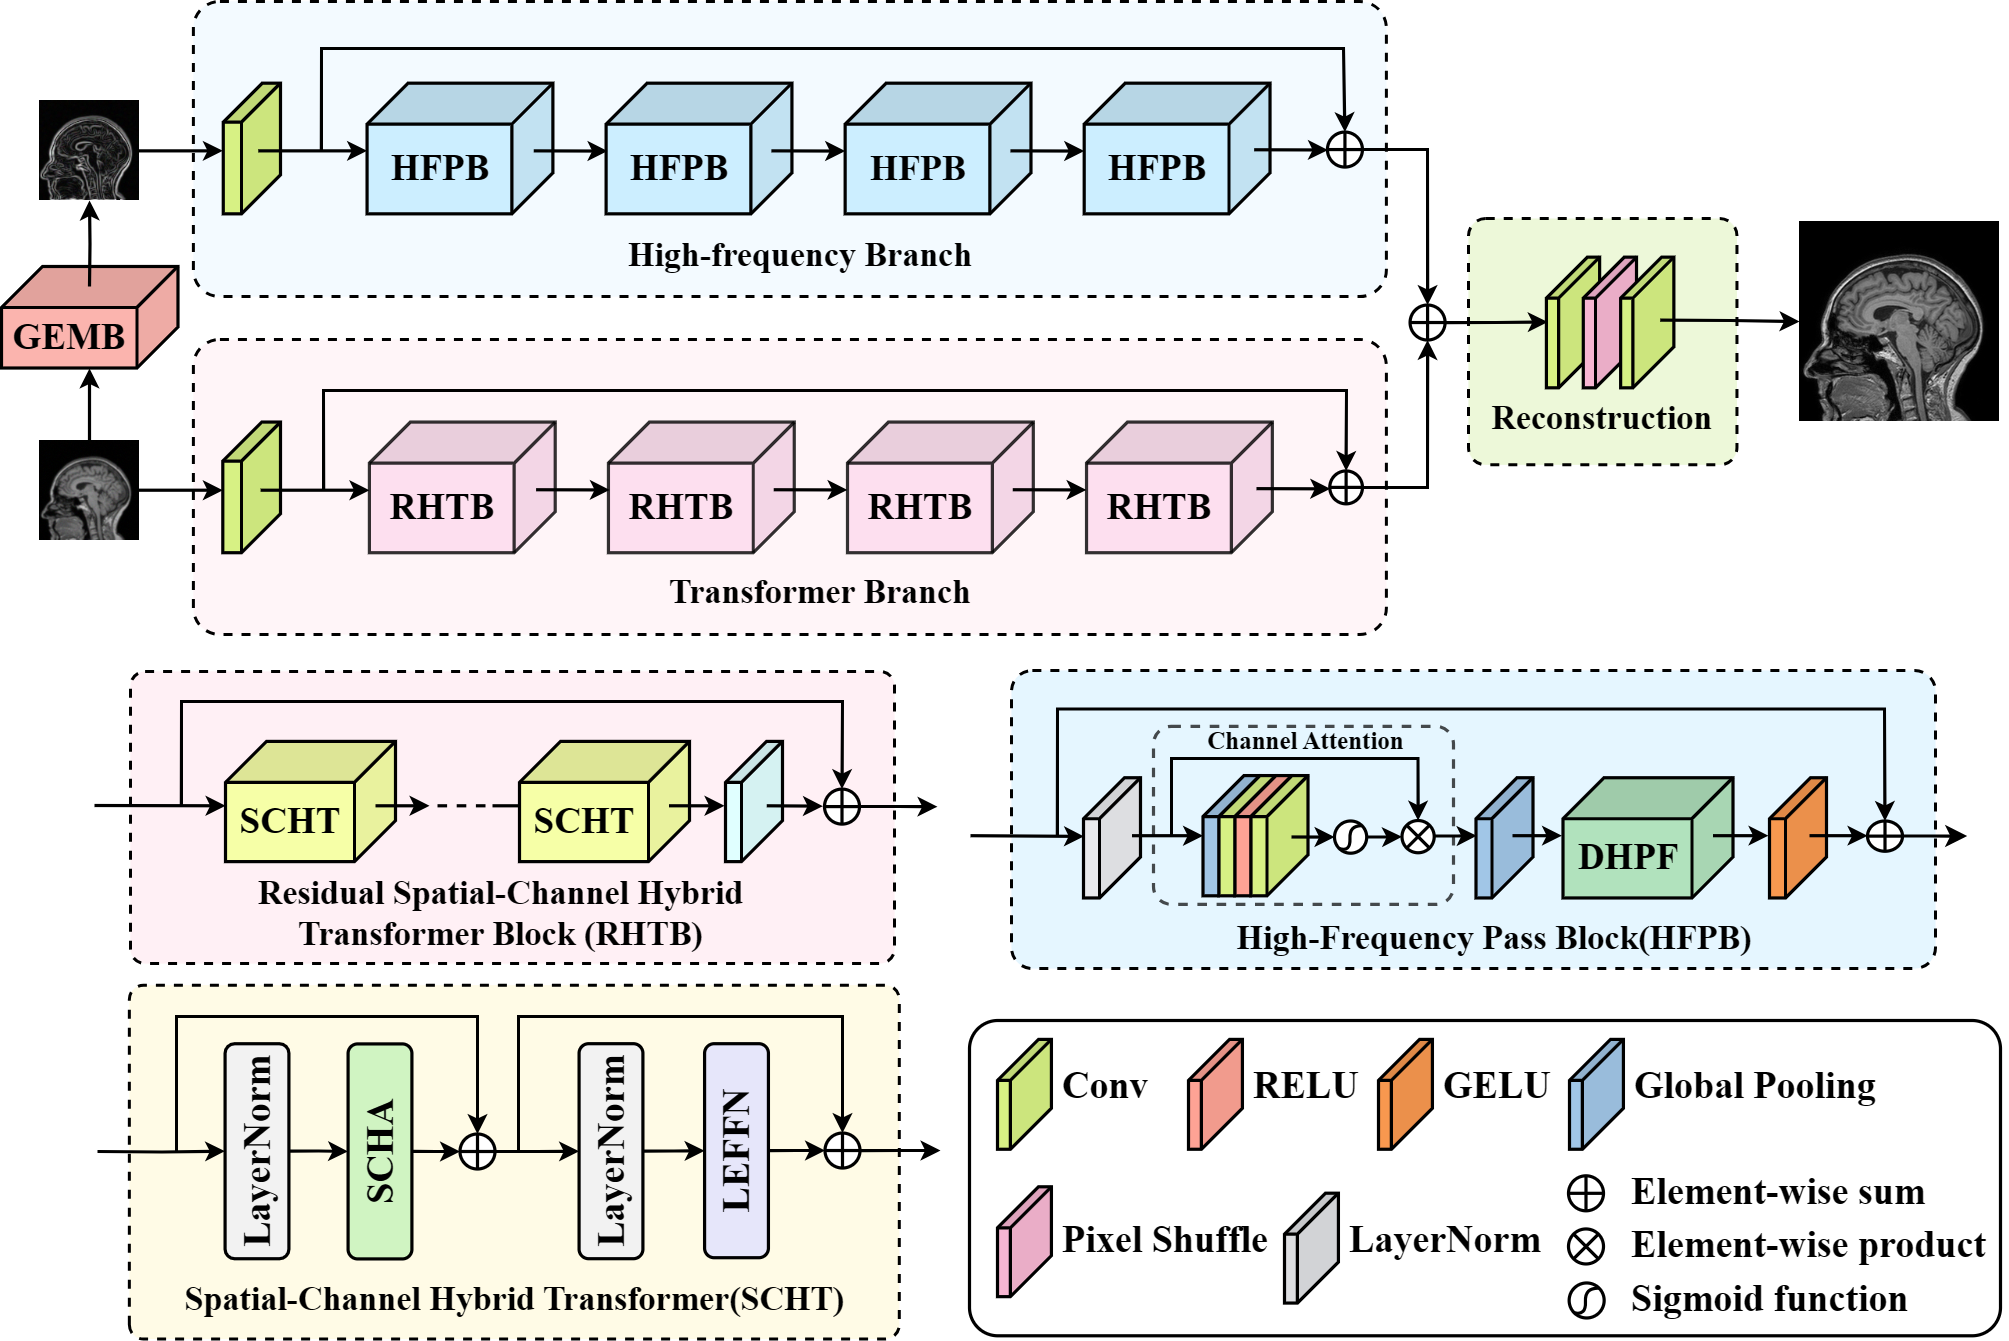 HFPB
HFPB
HFPB
HFPB
High-frequency Branch
GEMB
RHTB
RHTB
RHTB
RHTB
Transformer Branch
Reconstruction
SCHT
SCHT
Residual Spatial-Channel Hybrid
Transformer Block (RHTB)
Channel Attention
DHPF
High-Frequency Pass Block(HFPB)
LayerNorm
SCHA
LayerNorm
LEFFN
Spatial-Channel Hybrid Transformer(SCHT)
Conv
RELU
GELU
Global Pooling
Pixel Shuffle
LayerNorm
Element-wise sum
Element-wise product
Sigmoid function